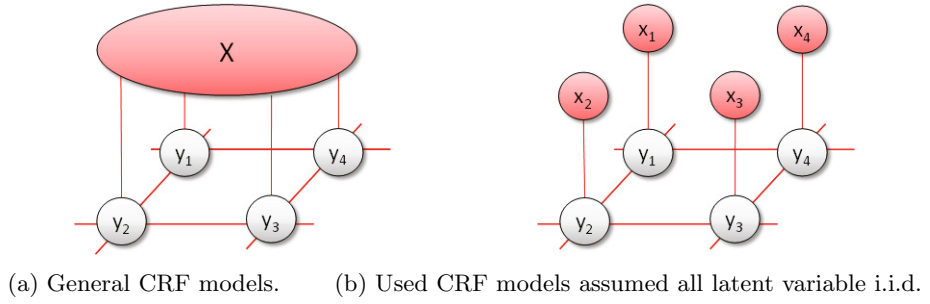 X
x₁
x₄
x₂
x₃
y₁
y₄
y₂
y₃
y₁
y₄
y₂
y₃
(a) General CRF models.
(b) Used CRF models assumed all latent variable i.i.d.